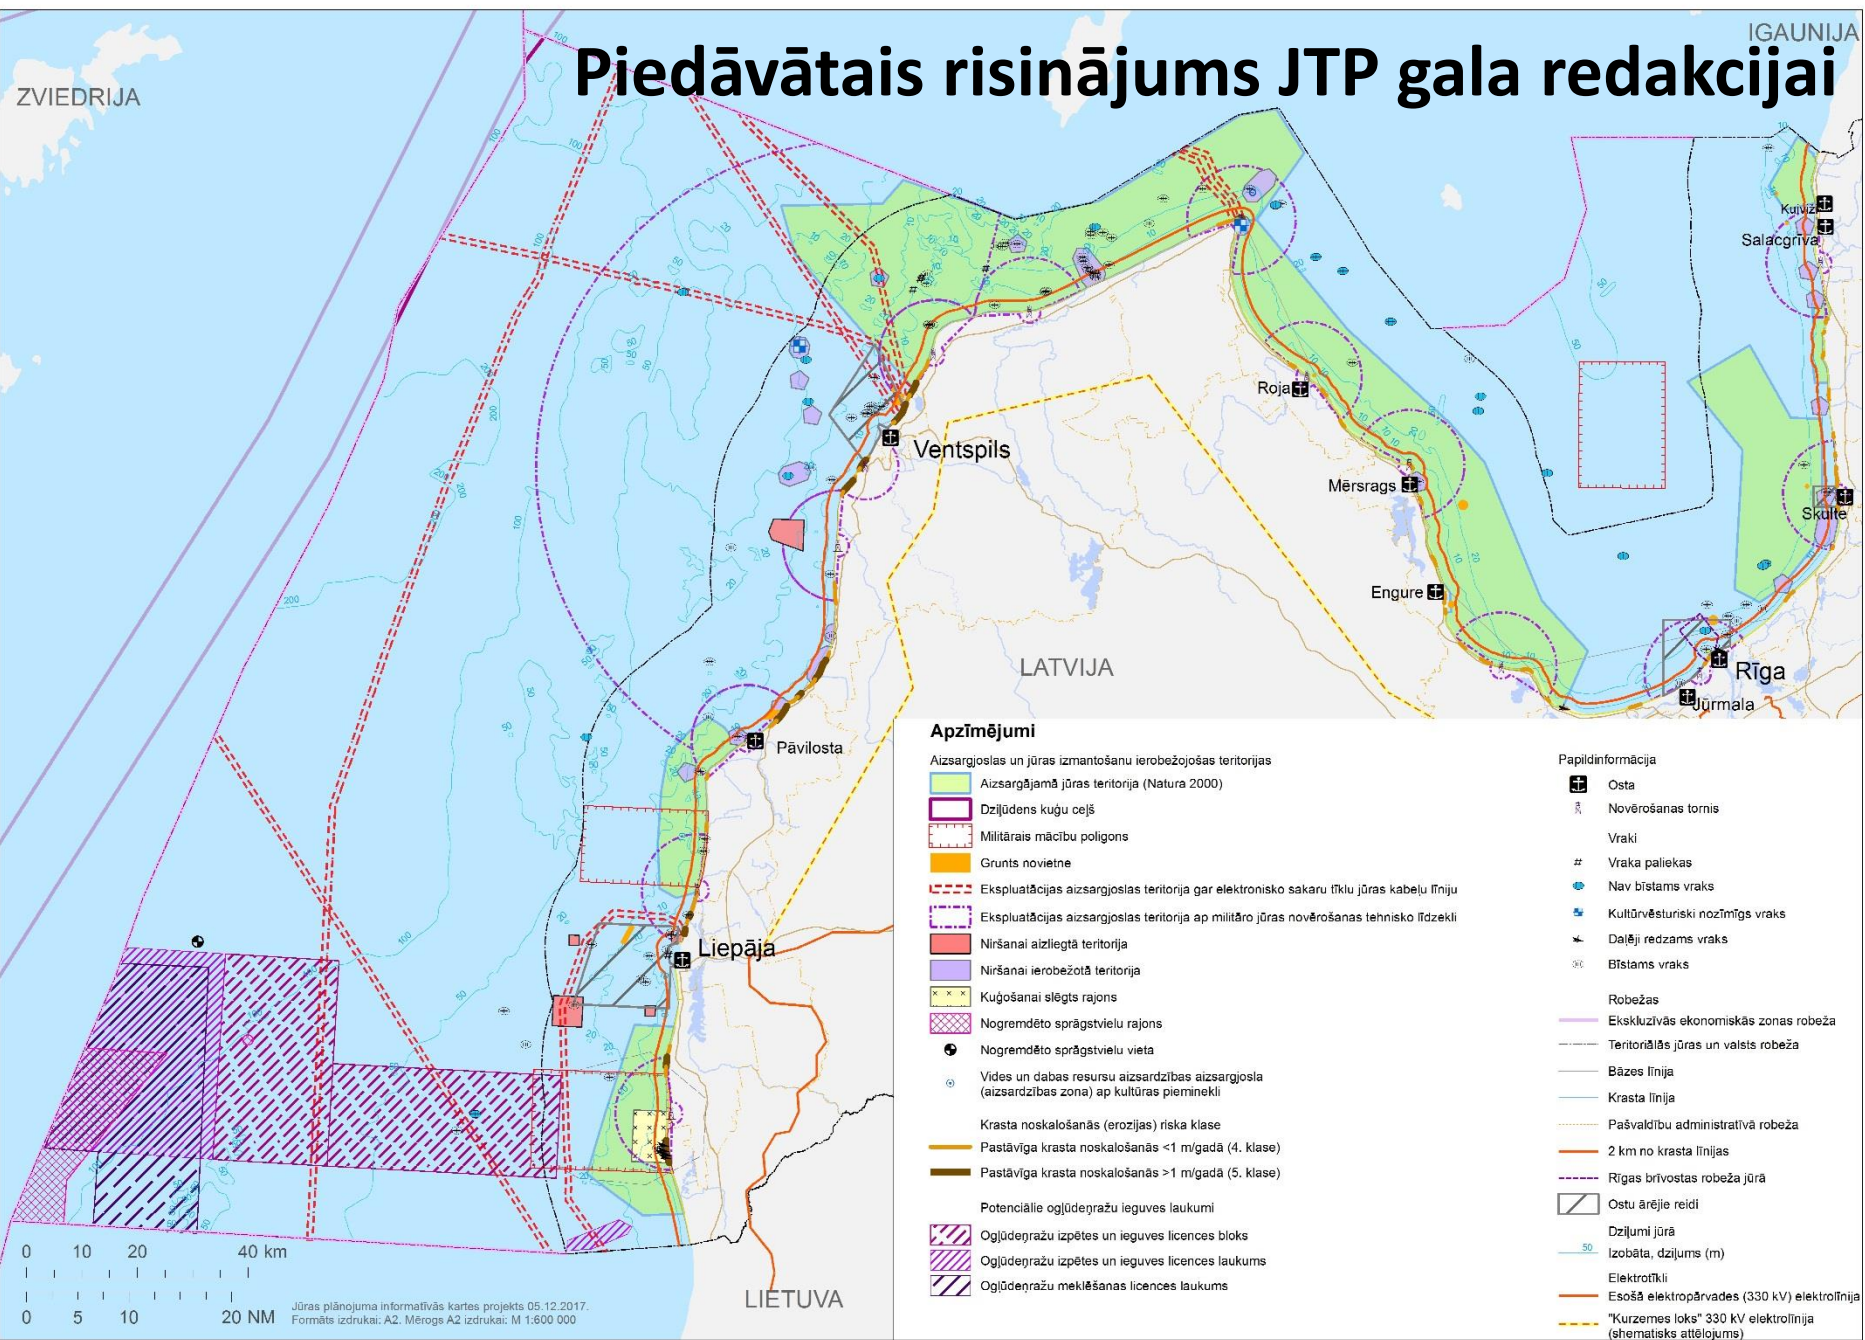 Piedāvātais risinājums JTP gala redakcijai
IGAUNIJA
ZVIEDRIJA
Kuiviži
Salacgrīva
Roja
Ventspils
Mērsrags
Skulte
Engure
LATVIJA
Rīga
Jūrmala
Pāvilosta
Liepāja
LIETUVA
0 10 20 40 km
0 5 10 20 NM
Jūras plānojuma informatīvās kartes projekts 05.12.2017.
Formāts izdrukai: A2. Mērogs A2 izdrukai: M 1:600 000
Apzīmējumi
Aizsargjoslas un jūras izmantošanu ierobežojošas teritorijas
Aizsargājamā jūras teritorija (Natura 2000)
Dziļūdens kuģu ceļš
Militārais mācību poligons
Grunts novietne
Ekspluatācijas aizsargjoslas teritorija gar elektronisko sakaru tīklu jūras kabeļu līniju
Ekspluatācijas aizsargjoslas teritorija ap militāro jūras novērošanas tehnisko līdzekli
Niršanai aizliegtā teritorija
Niršanai ierobežotā teritorija
Kuģošanai slēgts rajons
Nogremdēto sprāgstvielu rajons
Nogremdēto sprāgstvielu vieta
Vides un dabas resursu aizsardzības aizsargjosla
(aizsardzības zona) ap kultūras pieminekli
Krasta noskalošanās (erozijas) riska klase
Pastāvīga krasta noskalošanās <1 m/gadā (4. klase)
Pastāvīga krasta noskalošanās >1 m/gadā (5. klase)
Potenciālie ogļūdeņražu ieguves laukumi
Ogļūdeņražu izpētes un ieguves licences bloks
Ogļūdeņražu izpētes un ieguves licences laukums
Ogļūdeņražu meklēšanas licences laukums
Papildinformācija
Osta
Novērošanas tornis
Vraki
Vraka paliekas
Nav bīstams vraks
Kultūrvēsturiski nozīmīgs vraks
Daļēji redzams vraks
Bīstams vraks
Robežas
Ekskluzīvās ekonomiskās zonas robeža
Teritoriālās jūras un valsts robeža
Bāzes līnija
Krasta līnija
Pašvaldību administratīvā robeža
2 km no krasta līnijas
Rīgas brīvostas robeža jūrā
Ostu ārējie reidi
Dziļumi jūrā
50 Izobāta, dziļums (m)
Elektrotīkli
Esošā elektropārvades (330 kV) elektrolīnija
"Kurzemes loks" 330 kV elektrolīnija
(shematisks attēlojums)